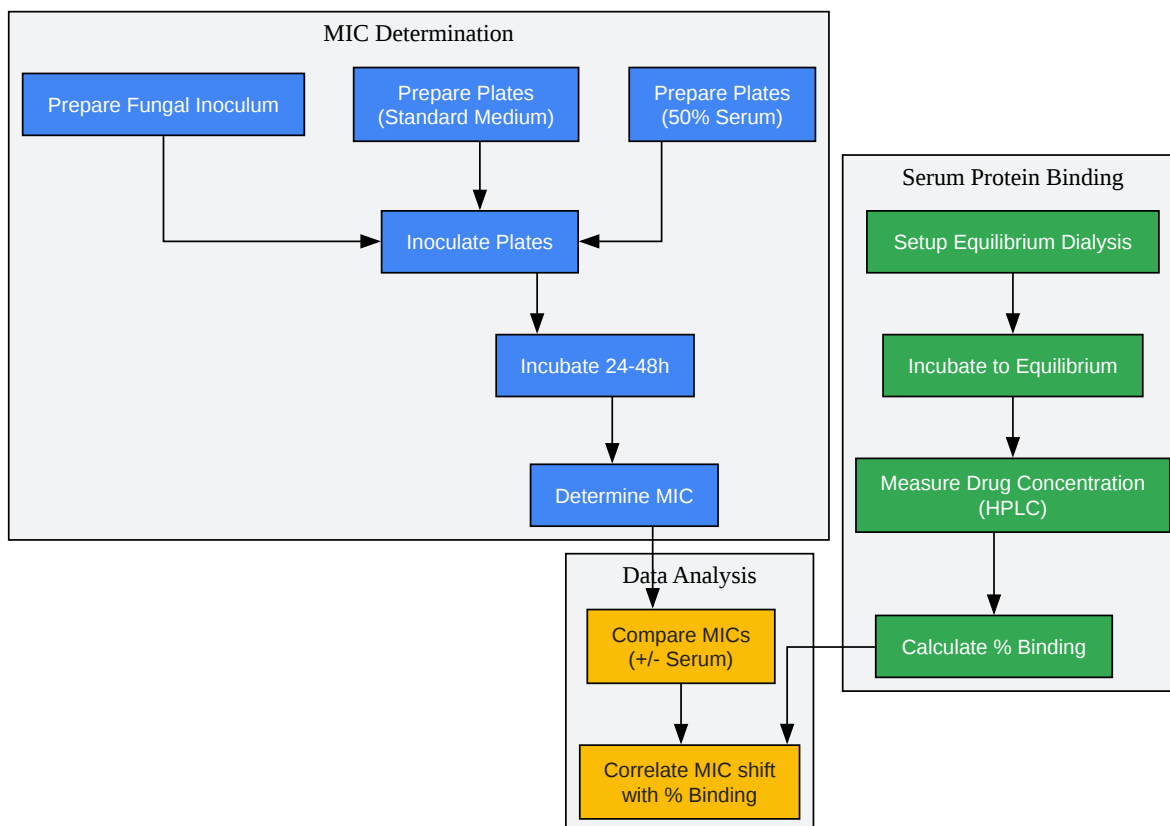 MIC Determination
Prepare Fungal Inoculum
Prepare Plates
(Standard Medium)
Prepare Plates
(50% Serum)
Inoculate Plates
Incubate 24-48h
Determine MIC
Serum Protein Binding
Setup Equilibrium Dialysis
Incubate to Equilibrium
Measure Drug Concentration
(HPLC)
Calculate % Binding
Data Analysis
Compare MICs
(+/- Serum)
Correlate MIC shift
with % Binding